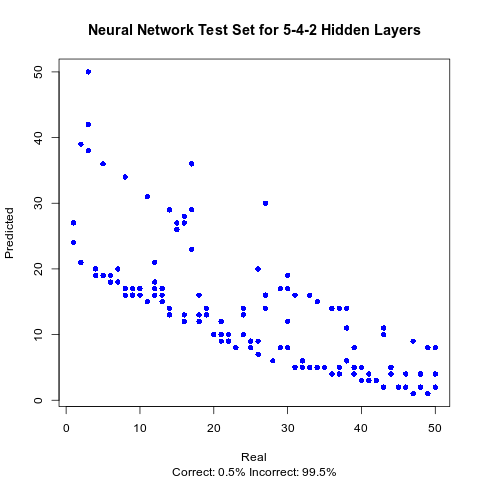 Neural Network Test Set for 5-4-2 Hidden Layers
50
40
30
20
10
0
Predicted
0 10 20 30 40 50
Real
Correct: 0.5% Incorrect: 99.5%